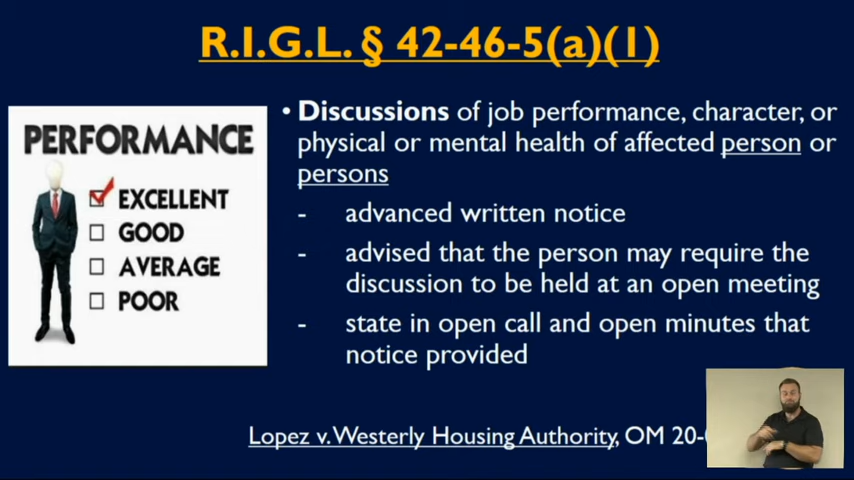 R.I.G.L. § 42-46-5(a)(1)
PERFORMANCE
EXCELLENT
GOOD
AVERAGE
POOR
• Discussions of job performance, character, or
physical or mental health of affected person or
persons
- advanced written notice
- advised that the person may require the
discussion to be held at an open meeting
- state in open call and open minutes that
notice provided
Lopez v. Westerly Housing Authority, OM 20-